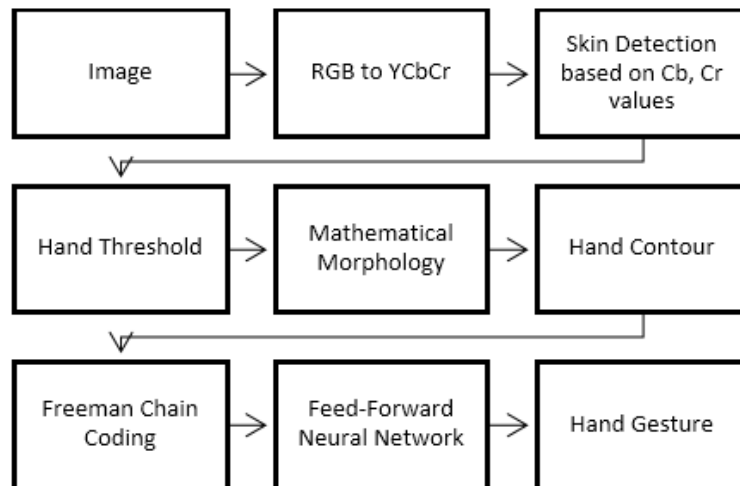 Image
RGB to YCbCr
Skin Detection
based on Cb, Cr
values
Hand Threshold
Mathematical
Morphology
Hand Contour
Freeman Chain
Coding
Feed-Forward
Neural Network
Hand Gesture